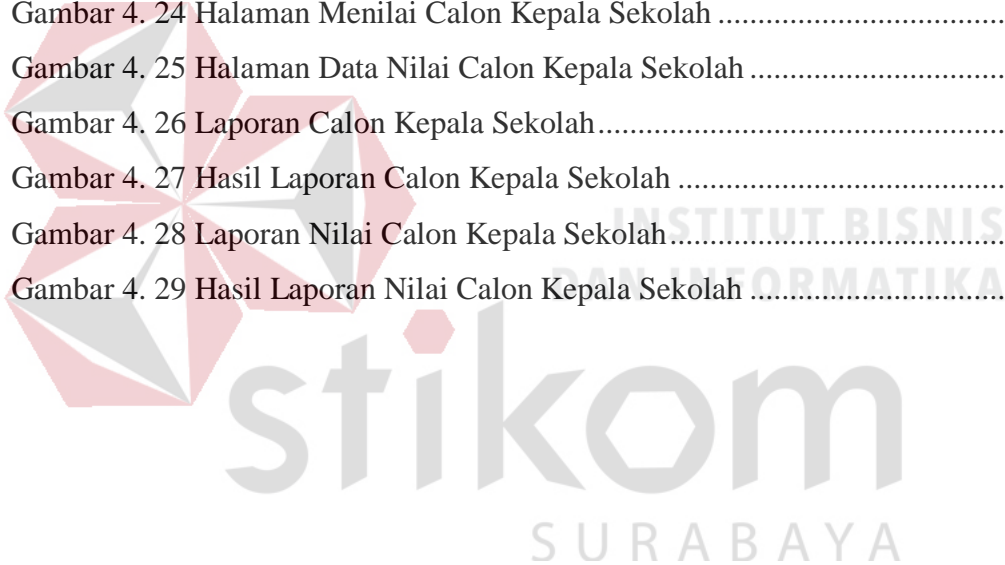 Gambar 4. 24 Halaman Menilai Calon Kepala Sekolah ....................................
Gambar 4. 25 Halaman Data Nilai Calon Kepala Sekolah ................................
Gambar 4. 26 Laporan Calon Kepala Sekolah...................................................
Gambar 4. 27 Hasil Laporan Calon Kepala Sekolah .........................................
Gambar 4. 28 Laporan Nilai Calon Kepala Sekolah..........................................
Gambar 4. 29 Hasil Laporan Nilai Calon Kepala Sekolah ................................
INSTITUT BISNIS
DAN INFORMATIKA
stikom
SURABAYA